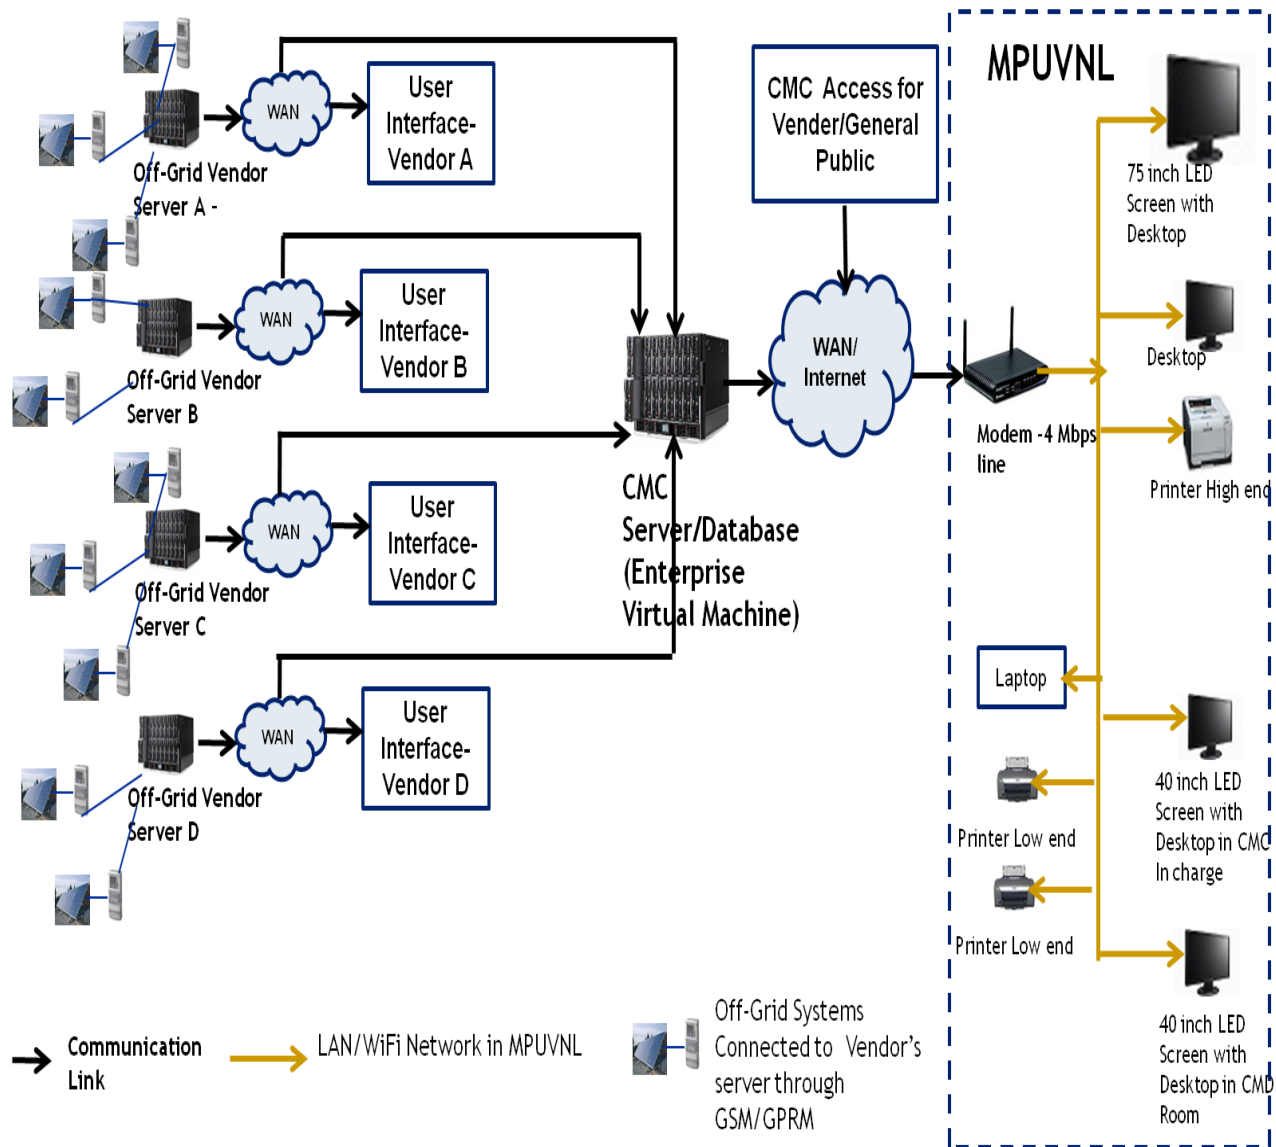 WAN
User
Interface-
Vendor A
Off-Grid Vendor
Server A -
WAN
User
Interface-
Vendor B
Off-Grid Vendor
Server B
WAN
User
Interface-
Vendor C
Off-Grid Vendor
Server C
WAN
User
Interface-
Vendor D
Off-Grid Vendor
Server D
CMC
Server/Database
(Enterprise
Virtual Machine)
CMC Access for
Vender/General
Public
WAN/
Internet
MPUVNL
Modem -4 Mbps
line
75 inch LED
Screen with
Desktop
Desktop
Printer High end
Laptop
40 inch LED
Screen with
Desktop in CMC
In charge
Printer Low end
Printer Low end
40 inch LED
Screen with
Desktop in CMD
Room
Communication
Link
LAN/WiFi Network in MPUVNL
Off-Grid Systems
Connected to Vendor's
server through
GSM/GPRM